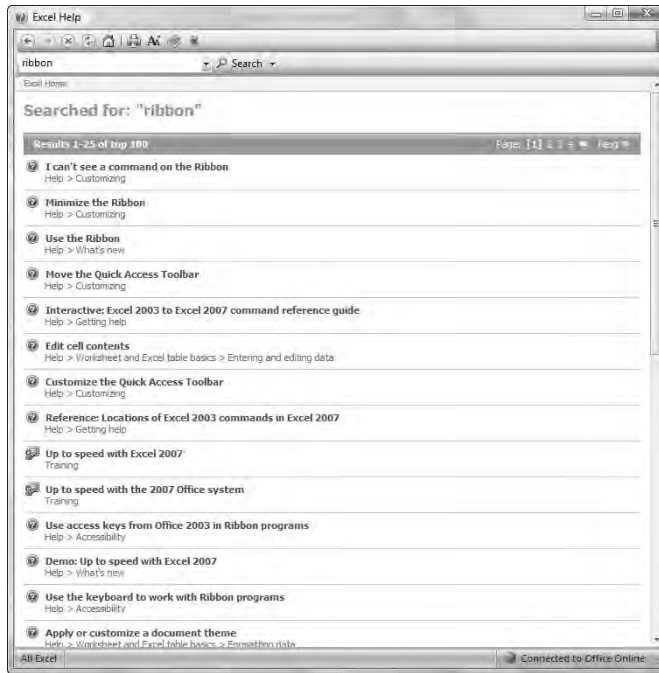 Excel Help
ribbon
Search
Excel Home
Searched for: "ribbon"
Results 1-25 of top 100
Page: [1] 2 3 4 Next
I can't see a command on the Ribbon
Help > Customizing
Minimize the Ribbon
Help > Customizing
Use the Ribbon
Help > What's new
Move the Quick Access Toolbar
Help > Customizing
Interactive: Excel 2003 to Excel 2007 command reference guide
Help > Getting help
Edit cell contents
Help > Worksheet and Excel table basics > Entering and editing data
Customize the Quick Access Toolbar
Help > Customizing
Reference: Locations of Excel 2003 commands in Excel 2007
Help > Getting help
Up to speed with Excel 2007
Training
Up to speed with the 2007 Office system
Training
Use access keys from Office 2003 in Ribbon programs
Help > Accessibility
Demo: Up to speed with Excel 2007
Help > What's new
Use the keyboard to work with Ribbon programs
Help > Accessibility
Apply or customize a document theme
Help > Worksheet and Excel table basics > Formatting data
All Excel
Connected to Office Online